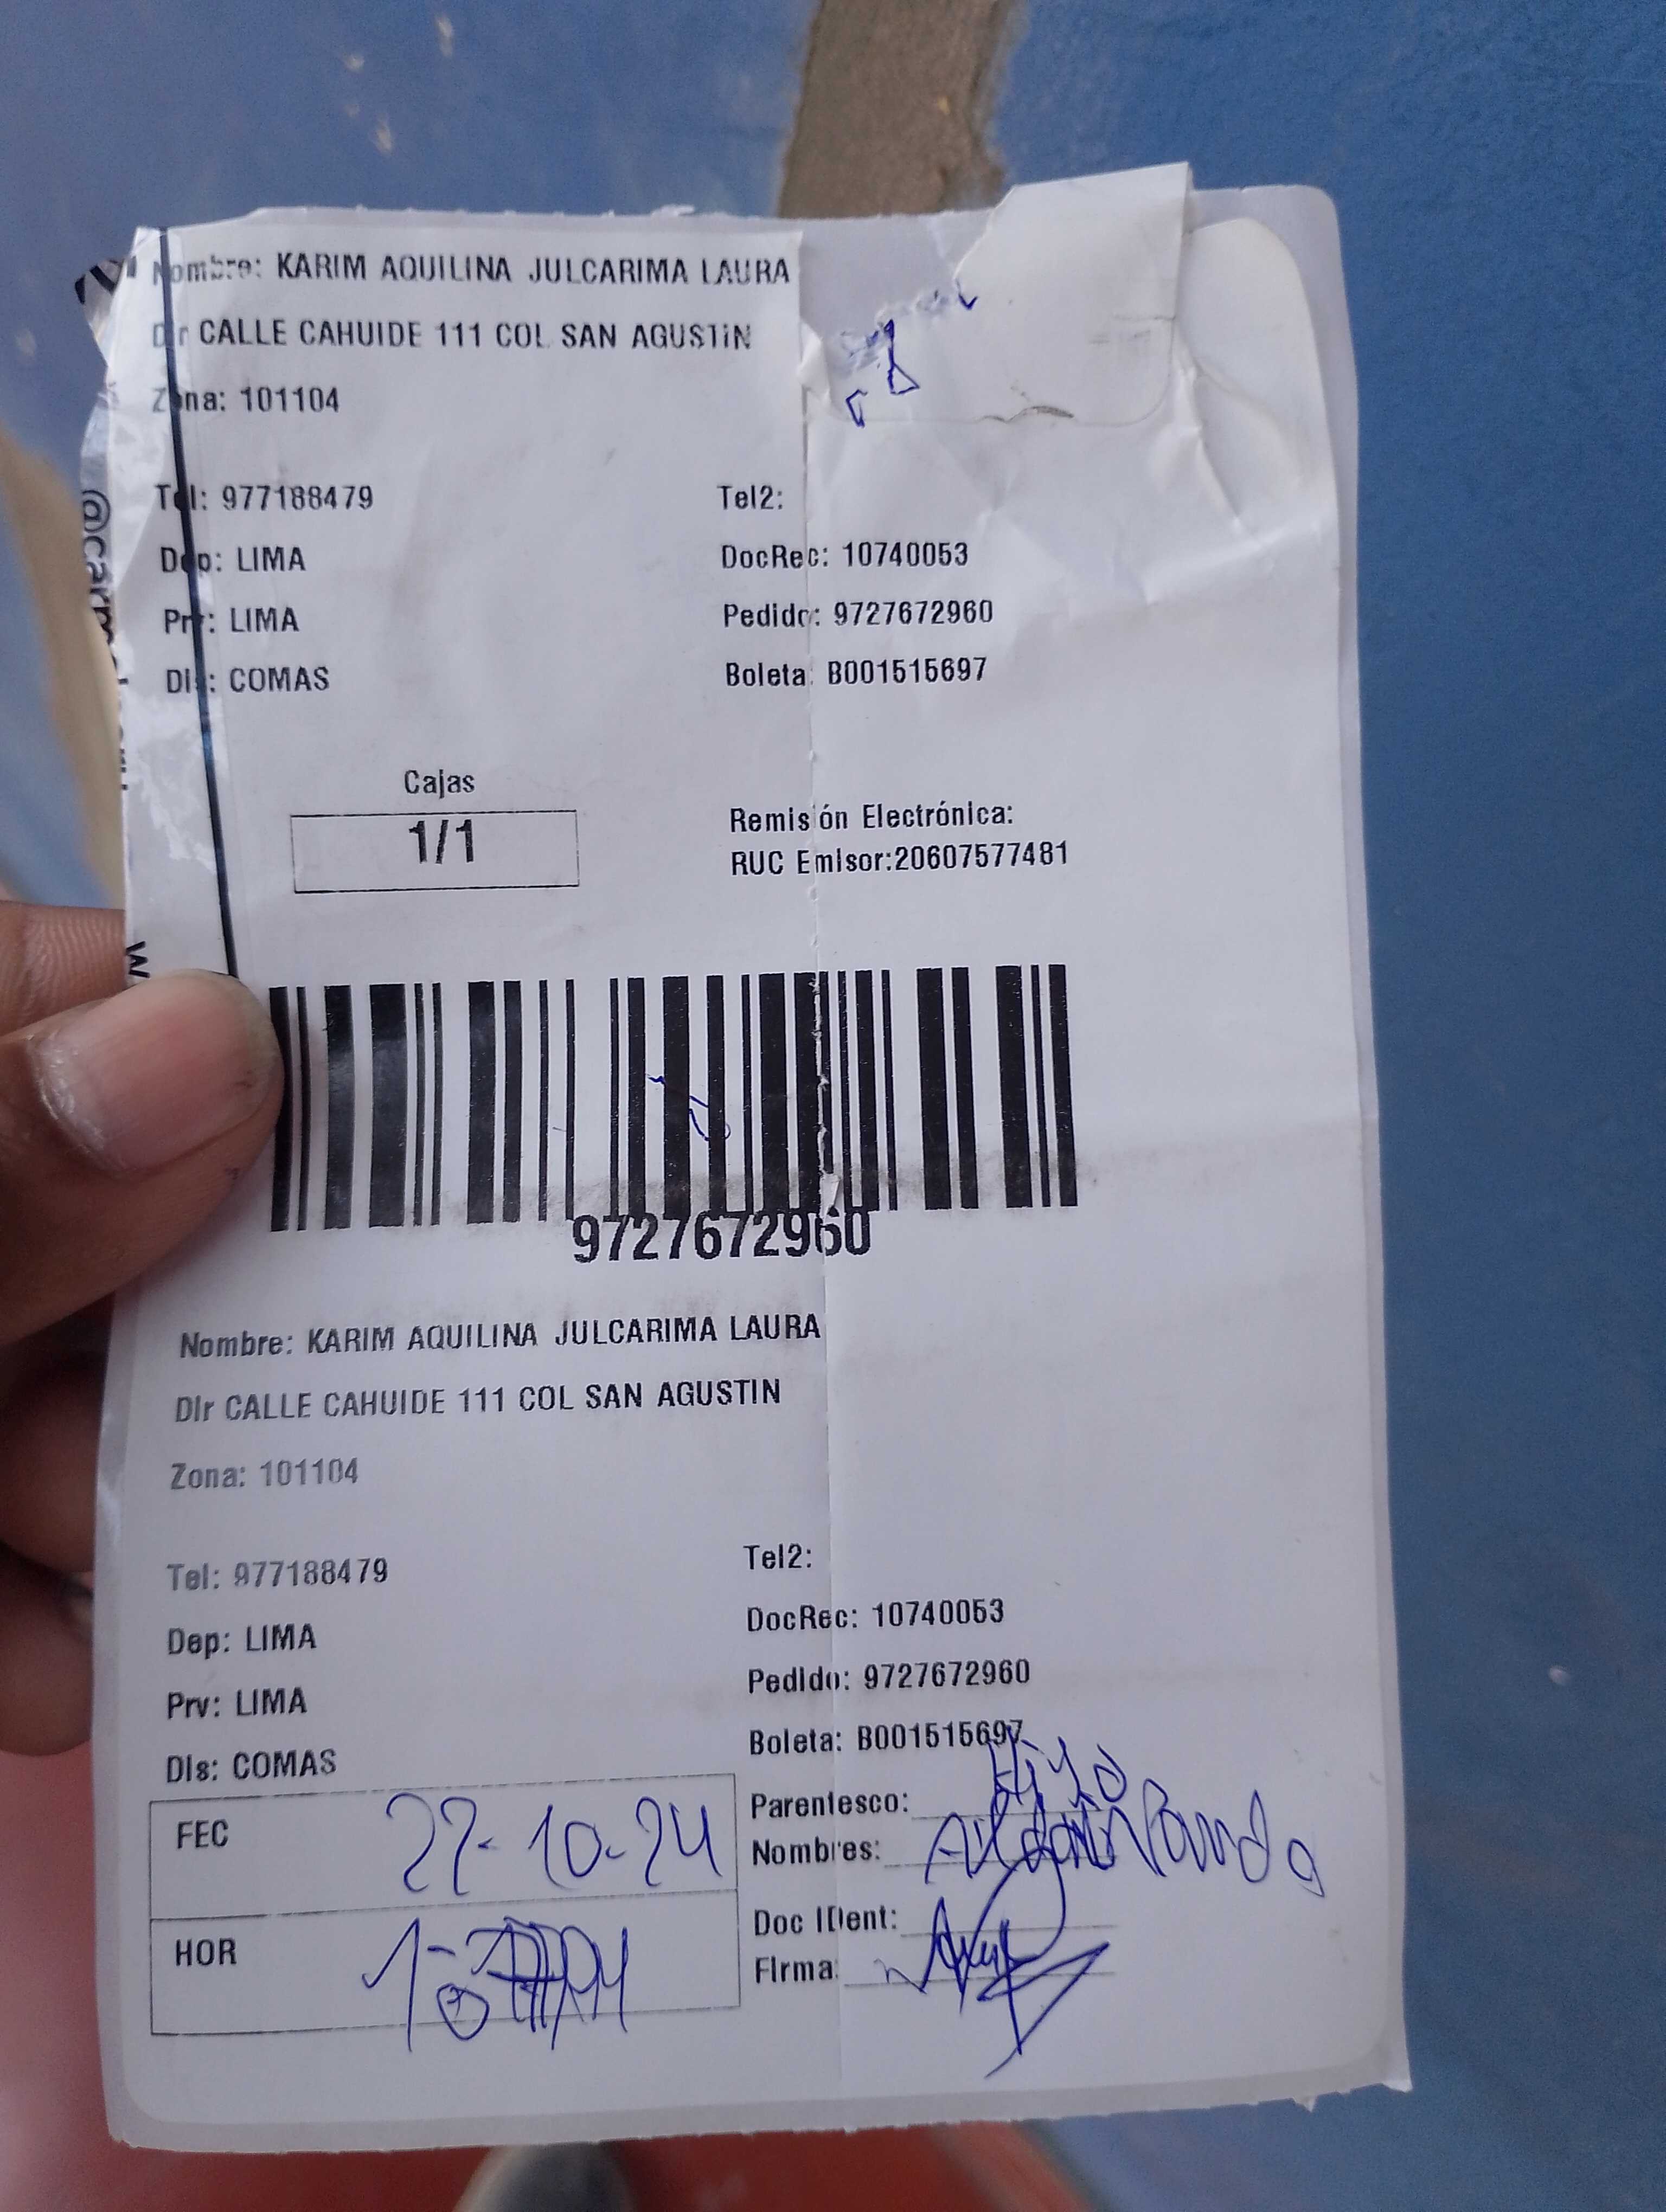 Nombre: KARIM AQUILINA JULCARIMA LAURA
Dir CALLE CAHUIDE 111 COL SAN AGUSTIN
Zona: 101104
Tel: 977188479 Tel2:
Dep: LIMA DocRec: 10740053
Prv: LIMA Pedido: 9727672960
Dis: COMAS Boleta: B001515697
Cajas
1/1
Remisión Electrónica:
RUC Emisor:20607577481
9727672960
Nombre: KARIM AQUILINA JULCARIMA LAURA
Dir CALLE CAHUIDE 111 COL SAN AGUSTIN
Zona: 101104
Tel: 977188479 Tel2:
Dep: LIMA DocRec: 10740053
Prv: LIMA Pedido: 9727672960
Dis: COMAS Boleta: B001515697
Parentesco: Hijo
FEC 22-10-24
Nombres:
HOR
Doc IDent:
Firma:
@carm
W